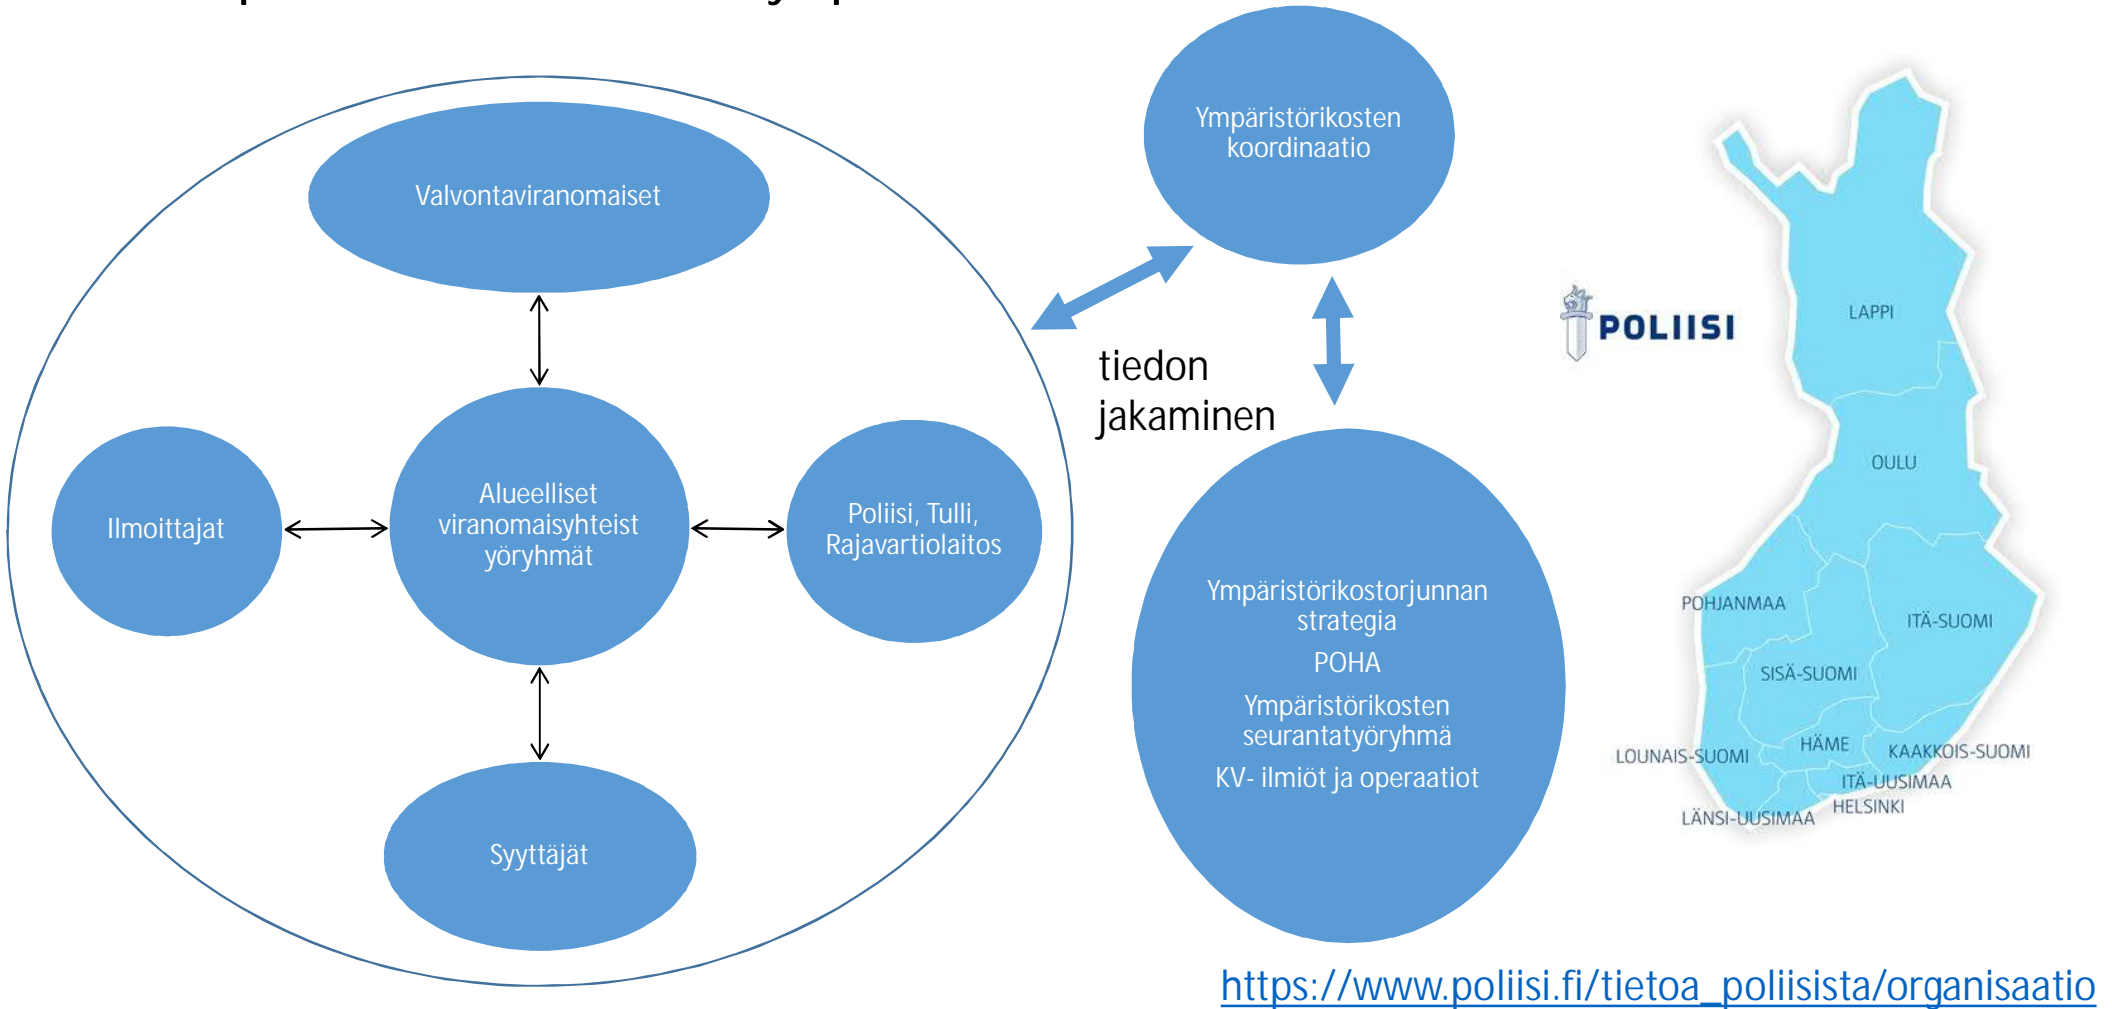 Valvontaviranomaiset
Ilmoittajat
Alueelliset
viranomaisyhteist
yöryhmät
Poliisi, Tulli,
Rajavartiolaitos
Syyttäjät
Ympäristörikosten
koordinaatio
tiedon
jakaminen
Ympäristörikostorjunnan
strategia
POHA
Ympäristörikosten
seurantatyöryhmä
KV- ilmiöt ja operaatiot
POLIISI
LAPPI
OULU
POHJANMAA
ITÄ-SUOMI
SISÄ-SUOMI
HÄME
KAAKKOIS-SUOMI
LOUNAIS-SUOMI
ITÄ-UUSIMAA
HELSINKI
LÄNSI-UUSIMAA
https://www.poliisi.fi/tietoa_poliisista/organisaatio